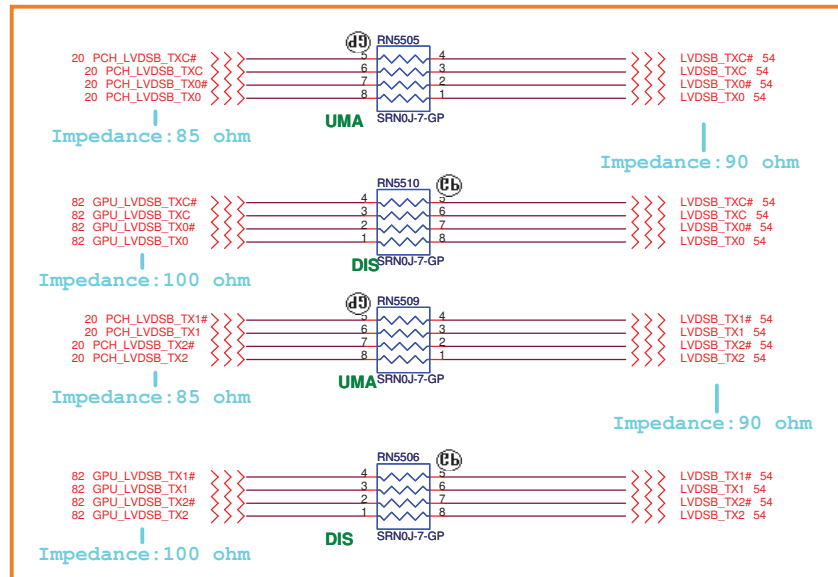 RN5505
GP
20 PCH_LVDSB_TXC# 5 4 LVDSB_TXC# 54
20 PCH_LVDSB_TXC 6 3 LVDSB_TXC 54
20 PCH_LVDSB_TX0# 7 2 LVDSB_TX0# 54
20 PCH_LVDSB_TX0 8 1 LVDSB_TX0 54
UMA SRN0J-7-GP
Impedance:85 ohm
Impedance:90 ohm
RN5510
GP
82 GPU_LVDSB_TXC# 4 5 LVDSB_TXC# 54
82 GPU_LVDSB_TXC 3 6 LVDSB_TXC 54
82 GPU_LVDSB_TX0# 2 7 LVDSB_TX0# 54
82 GPU_LVDSB_TX0 1 8 LVDSB_TX0 54
DIS SRN0J-7-GP
Impedance:100 ohm
RN5509
GP
20 PCH_LVDSB_TX1# 5 4 LVDSB_TX1# 54
20 PCH_LVDSB_TX1 6 3 LVDSB_TX1 54
20 PCH_LVDSB_TX2# 7 2 LVDSB_TX2# 54
20 PCH_LVDSB_TX2 8 1 LVDSB_TX2 54
UMA SRN0J-7-GP
Impedance:85 ohm
Impedance:90 ohm
RN5506
GP
82 GPU_LVDSB_TX1# 4 5 LVDSB_TX1# 54
82 GPU_LVDSB_TX1 3 6 LVDSB_TX1 54
82 GPU_LVDSB_TX2# 2 7 LVDSB_TX2# 54
82 GPU_LVDSB_TX2 1 8 LVDSB_TX2 54
DIS SRN0J-7-GP
Impedance:100 ohm